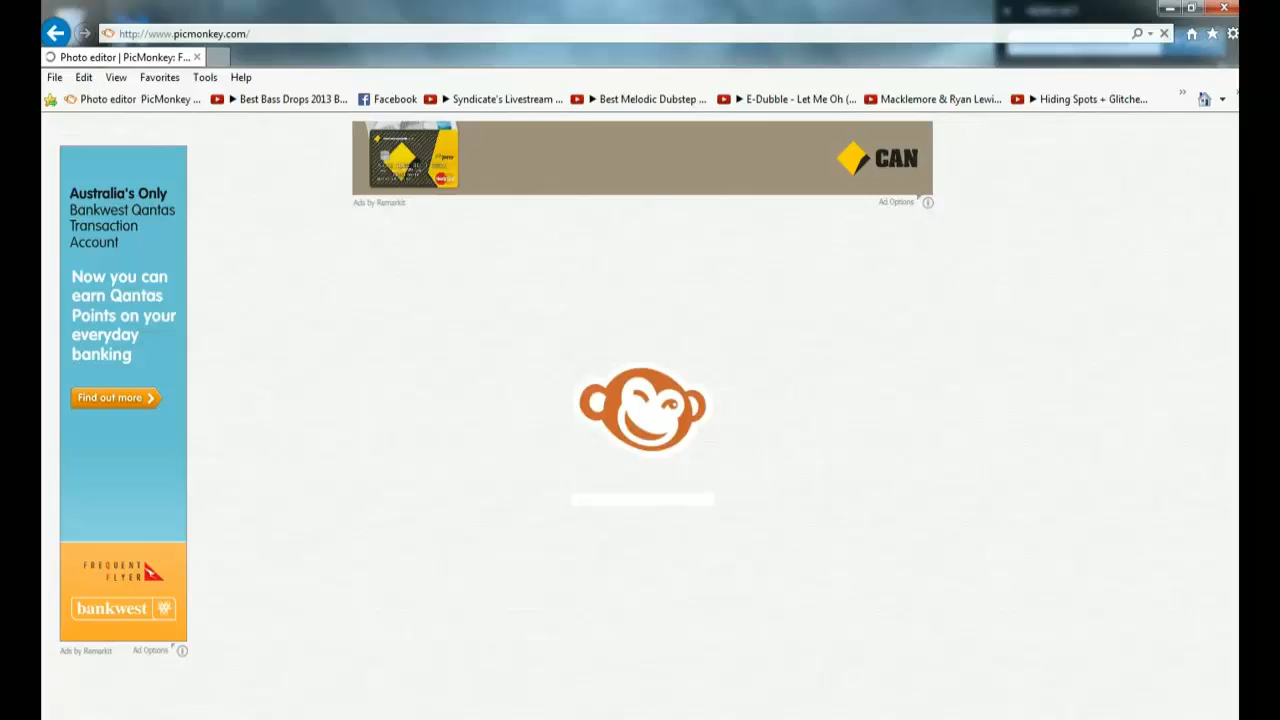 http://www.picmonkey.com/
Photo editor | PicMonkey: F...
File Edit View Favorites Tools Help
Photo editor PicMonkey ... Best Bass Drops 2013 B... Facebook Syndicate's Livestream ... Best Melodic Dubstep ... E-Dubble - Let Me Oh (... Macklemore & Ryan Lewi... Hiding Spots + Glitche...
CAN
Ads by Remarkit
Ad Options
Australia's Only
Bankwest Qantas
Transaction
Account
Now you can
earn Qantas
Points on your
everyday
banking
Find out more
FREQUENT
FLYER
bankwest
Ads by Remarkit
Ad Options